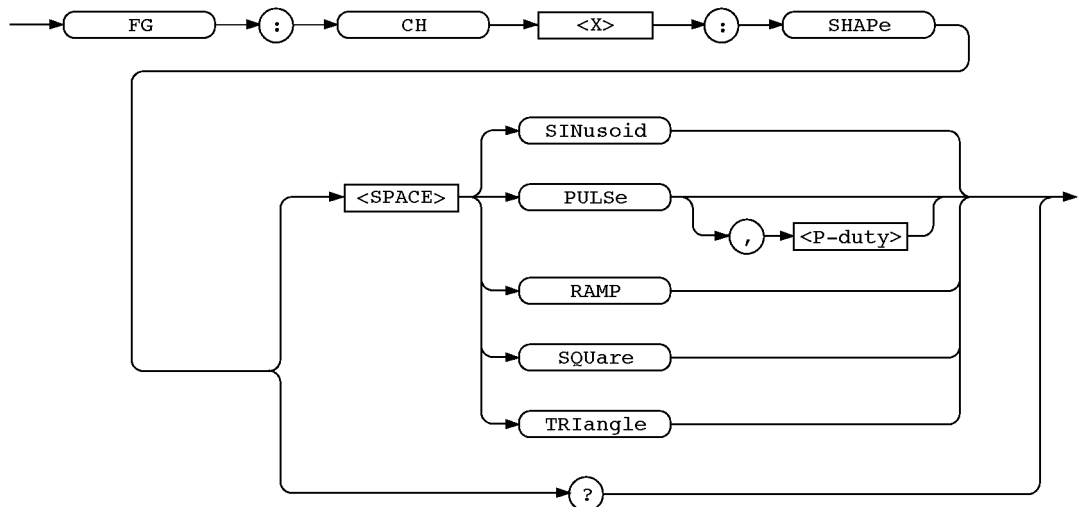 FG : CH <X> : SHAPe
SINusoid
<SPACE> PULSe
, <P-duty>
RAMP
SQUare
TRIangle
?